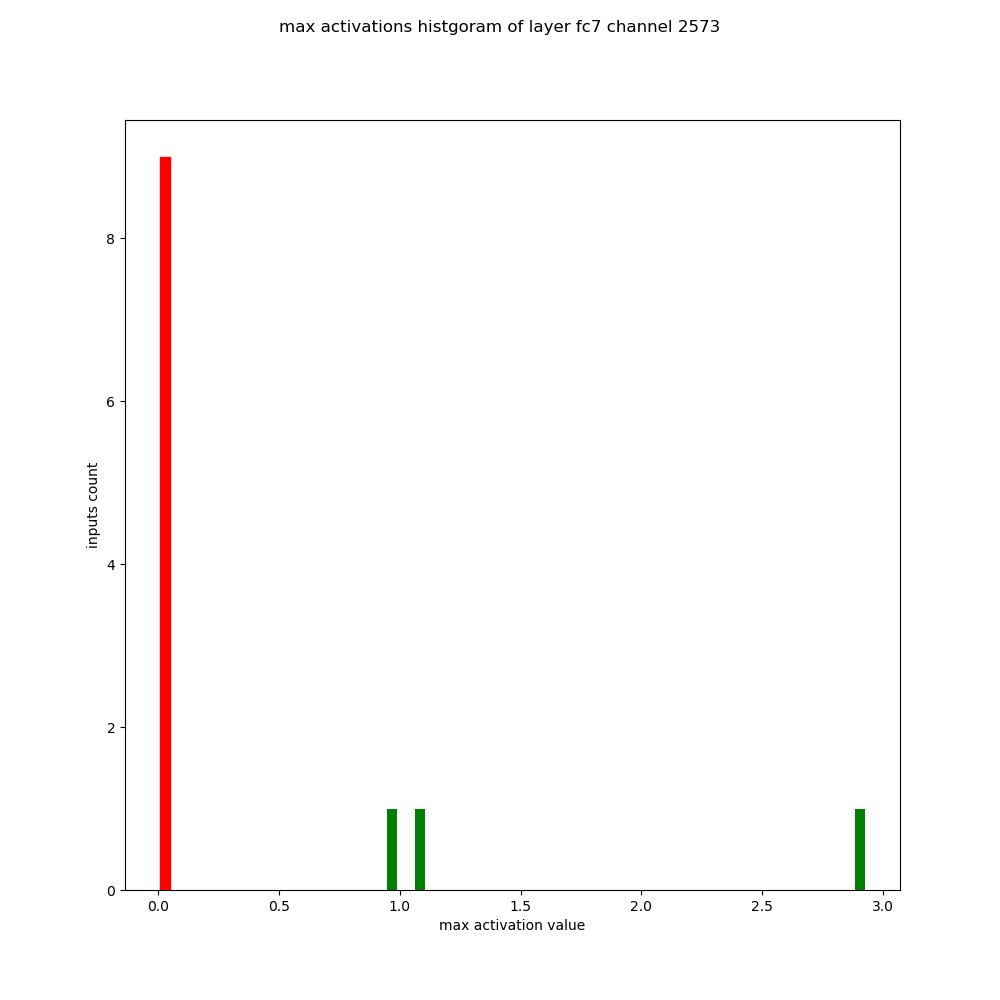 max activations histgoram of layer fc7 channel 2573
8
6
4
2
0
inputs count
0.0 0.5 1.0 1.5 2.0 2.5 3.0
max activation value